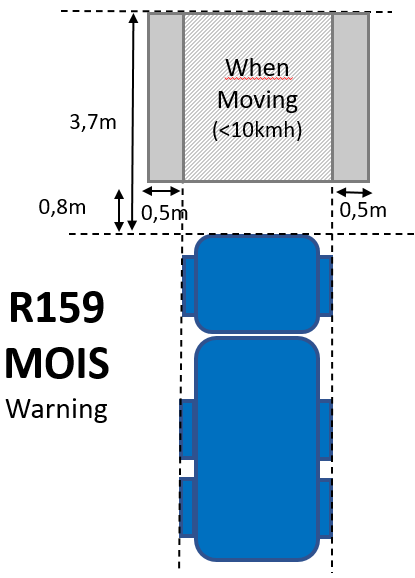 When
Moving
(<10kmh)
3,7m
0,8m
0,5m
0,5m
R159
MOIS
Warning